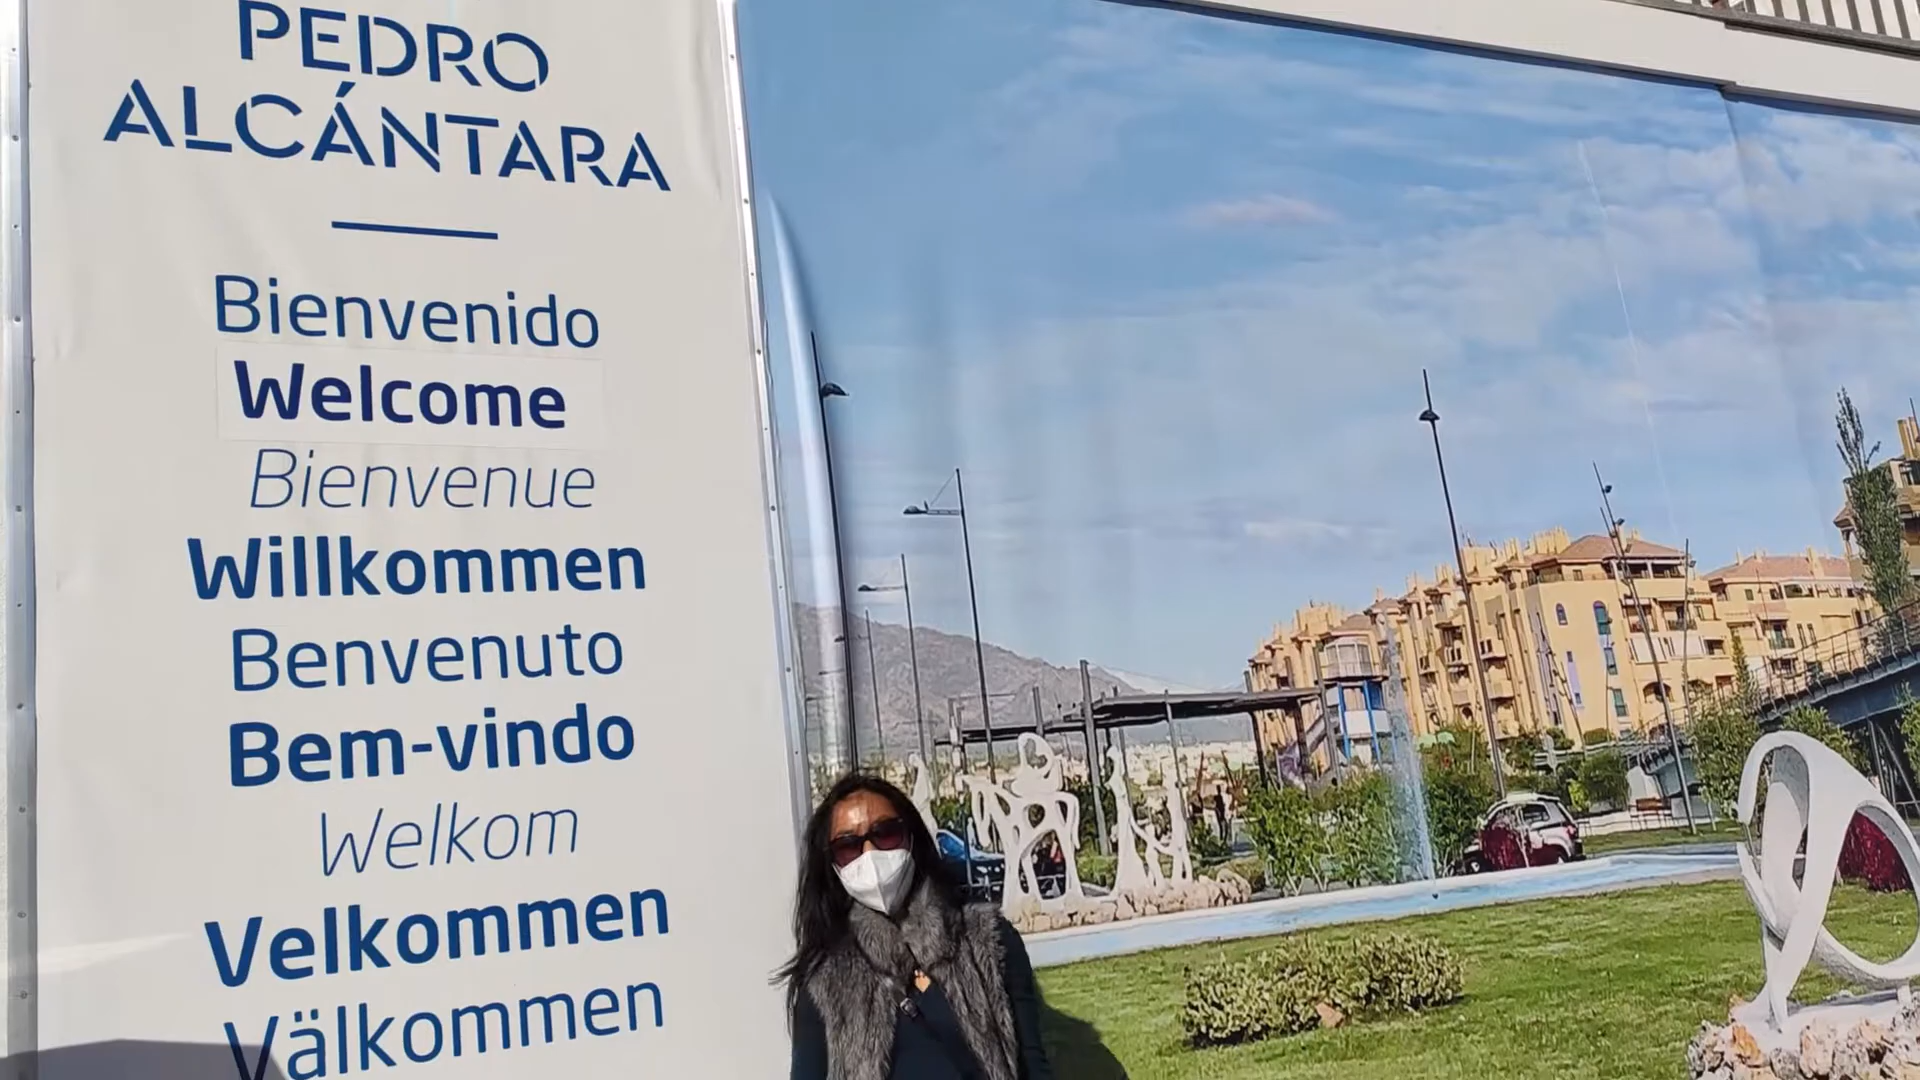 PEDRO
ALCÁNTARA
Bienvenido
Welcome
Bienvenue
Willkommen
Benvenuto
Bem-vindo
Welkom
Velkommen
Välkommen